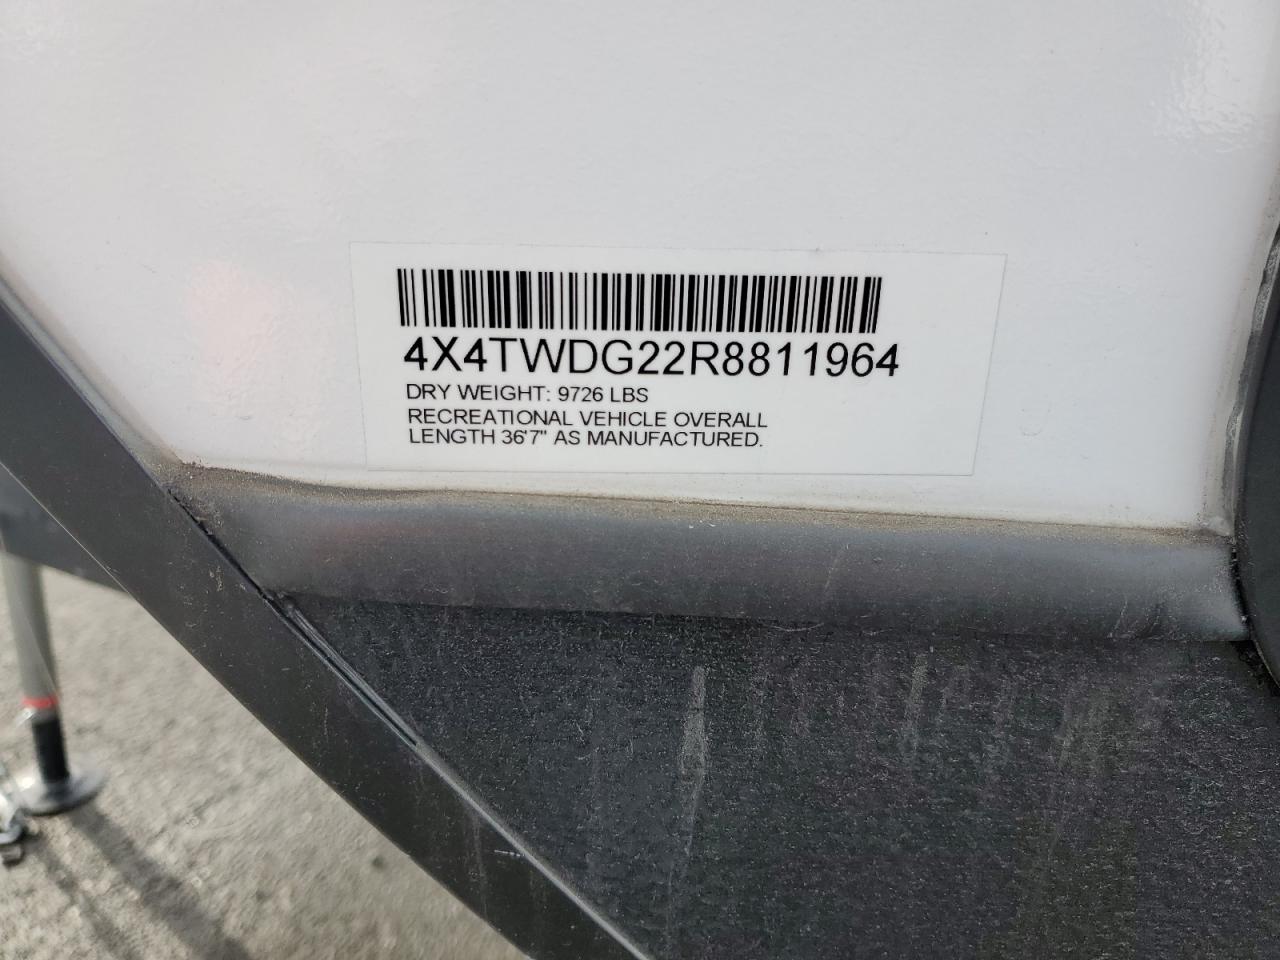 4X4TWDG22R8811964
DRY WEIGHT: 9726 LBS
RECREATIONAL VEHICLE OVERALL
LENGTH 36'7" AS MANUFACTURED.